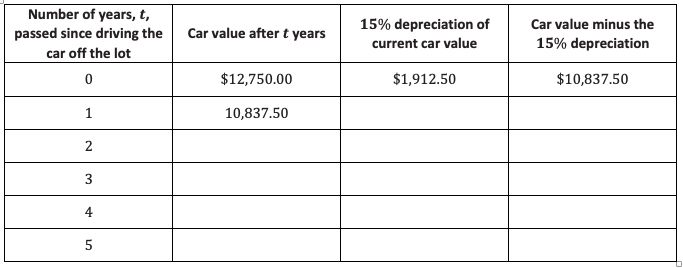 Number of years, t,
passed since driving the
car off the lot
Car value after t years
15% depreciation of
current car value
Car value minus the
15% depreciation
0 $12,750.00 $1,912.50 $10,837.50
1 10,837.50
2
3
4
5